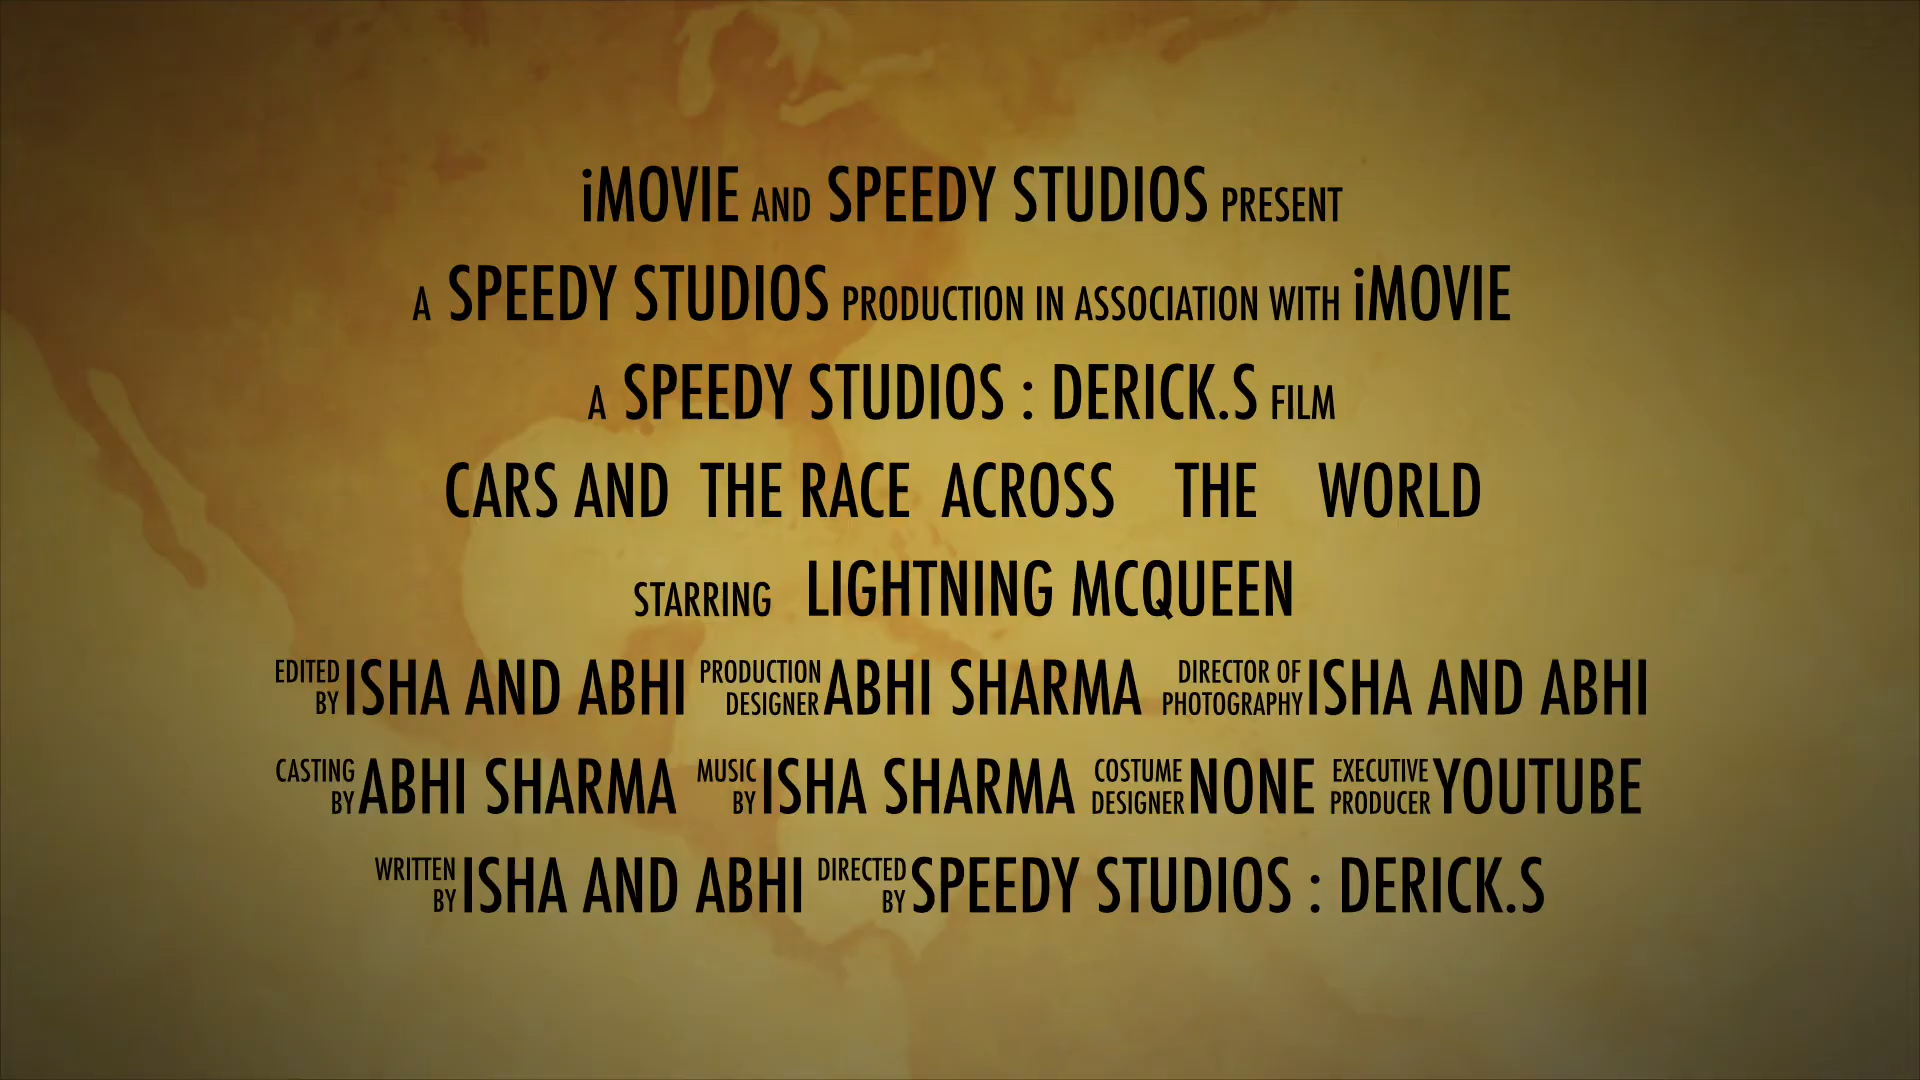 iMOVIE AND SPEEDY STUDIOS PRESENT
A SPEEDY STUDIOS PRODUCTION IN ASSOCIATION WITH iMOVIE
A SPEEDY STUDIOS : DERICK.S FILM
CARS AND THE RACE ACROSS THE WORLD
STARRING LIGHTNING MCQUEEN
EDITED BY ISHA AND ABHI PRODUCTION DESIGNER ABHI SHARMA DIRECTOR OF PHOTOGRAPHY ISHA AND ABHI
CASTING BY ABHI SHARMA MUSIC BY ISHA SHARMA COSTUME DESIGNER NONE EXECUTIVE PRODUCER YOUTUBE
WRITTEN BY ISHA AND ABHI DIRECTED BY SPEEDY STUDIOS : DERICK.S